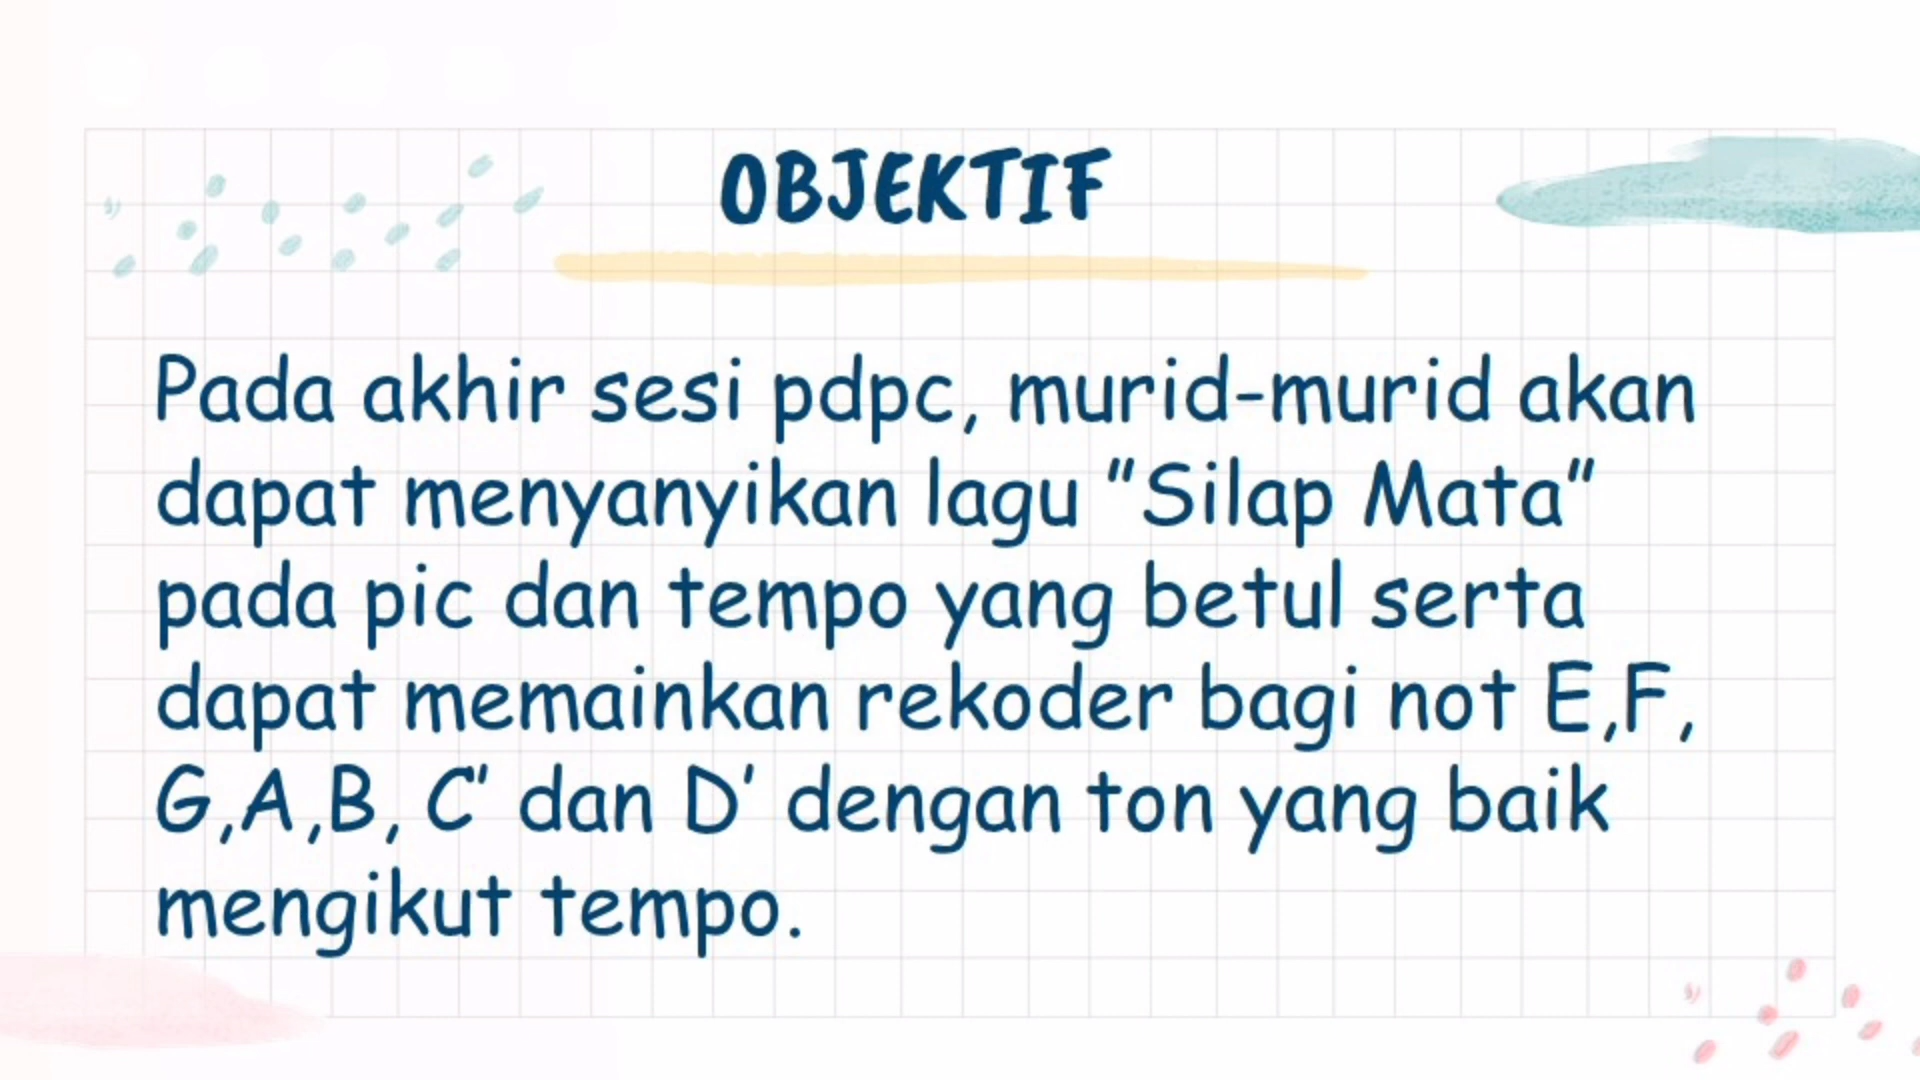 OBJEKTIF
Pada akhir sesi pdpc, murid-murid akan
dapat menyanyikan lagu "Silap Mata"
pada pic dan tempo yang betul serta
dapat memainkan rekoder bagi not E,F,
G,A,B, C' dan D' dengan ton yang baik
mengikut tempo.